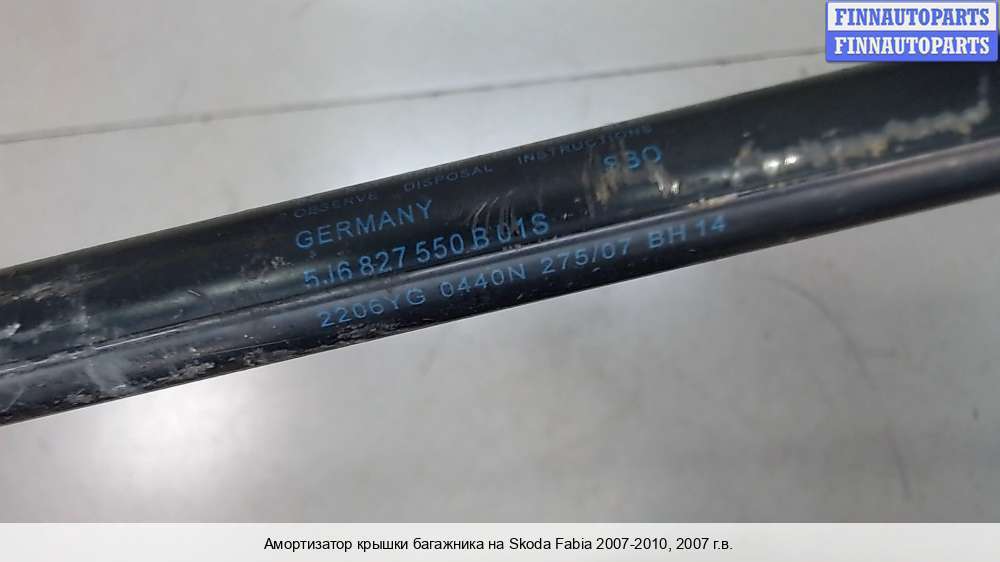 FINNAUTOPARTS
FINNAUTOPARTS
OBSERVE DISPOSAL INSTRUCTIONS
GERMANY
5J6 827 550 B 01S
2206YG 0440N 275/07 BH 14
Амортизатор крышки багажника на Skoda Fabia 2007-2010, 2007 г.в.